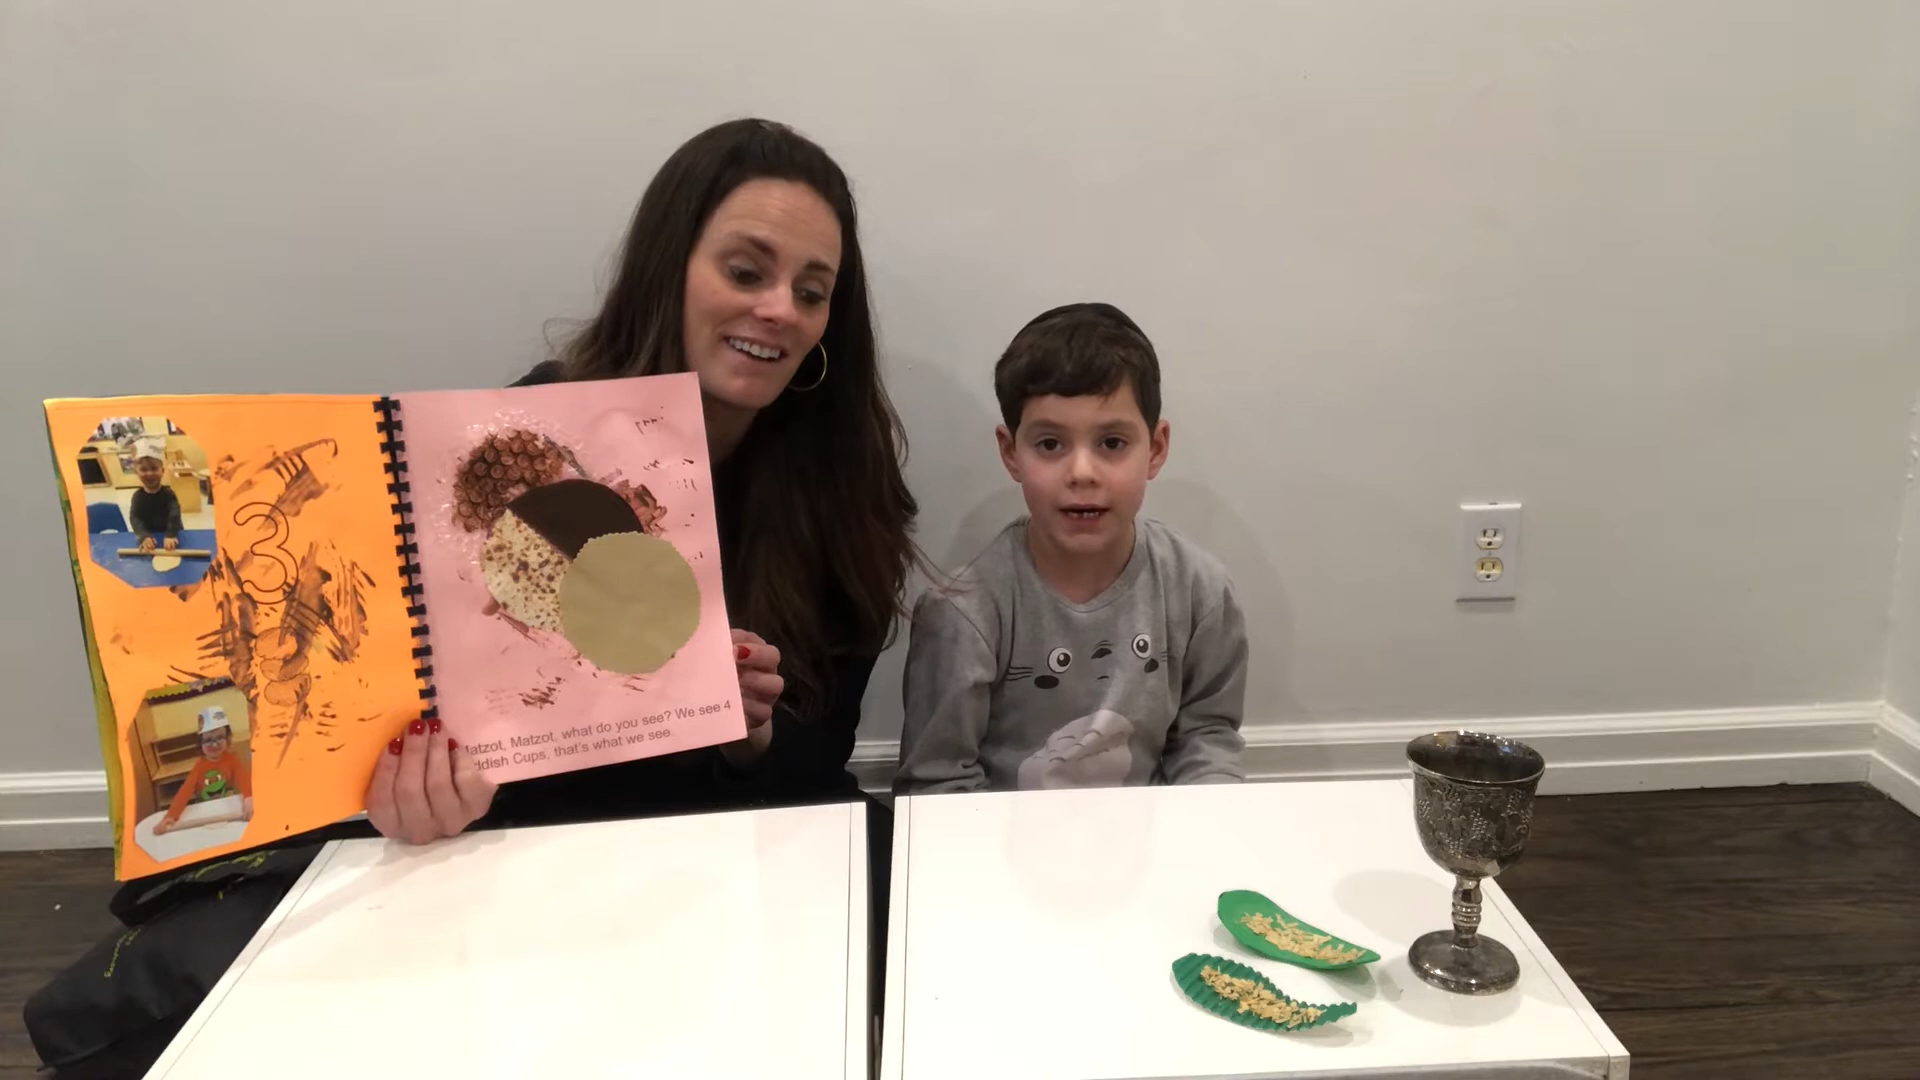 3
Matzot, Matzot, what do you see? We see 4
ddish Cups, that's what we see.